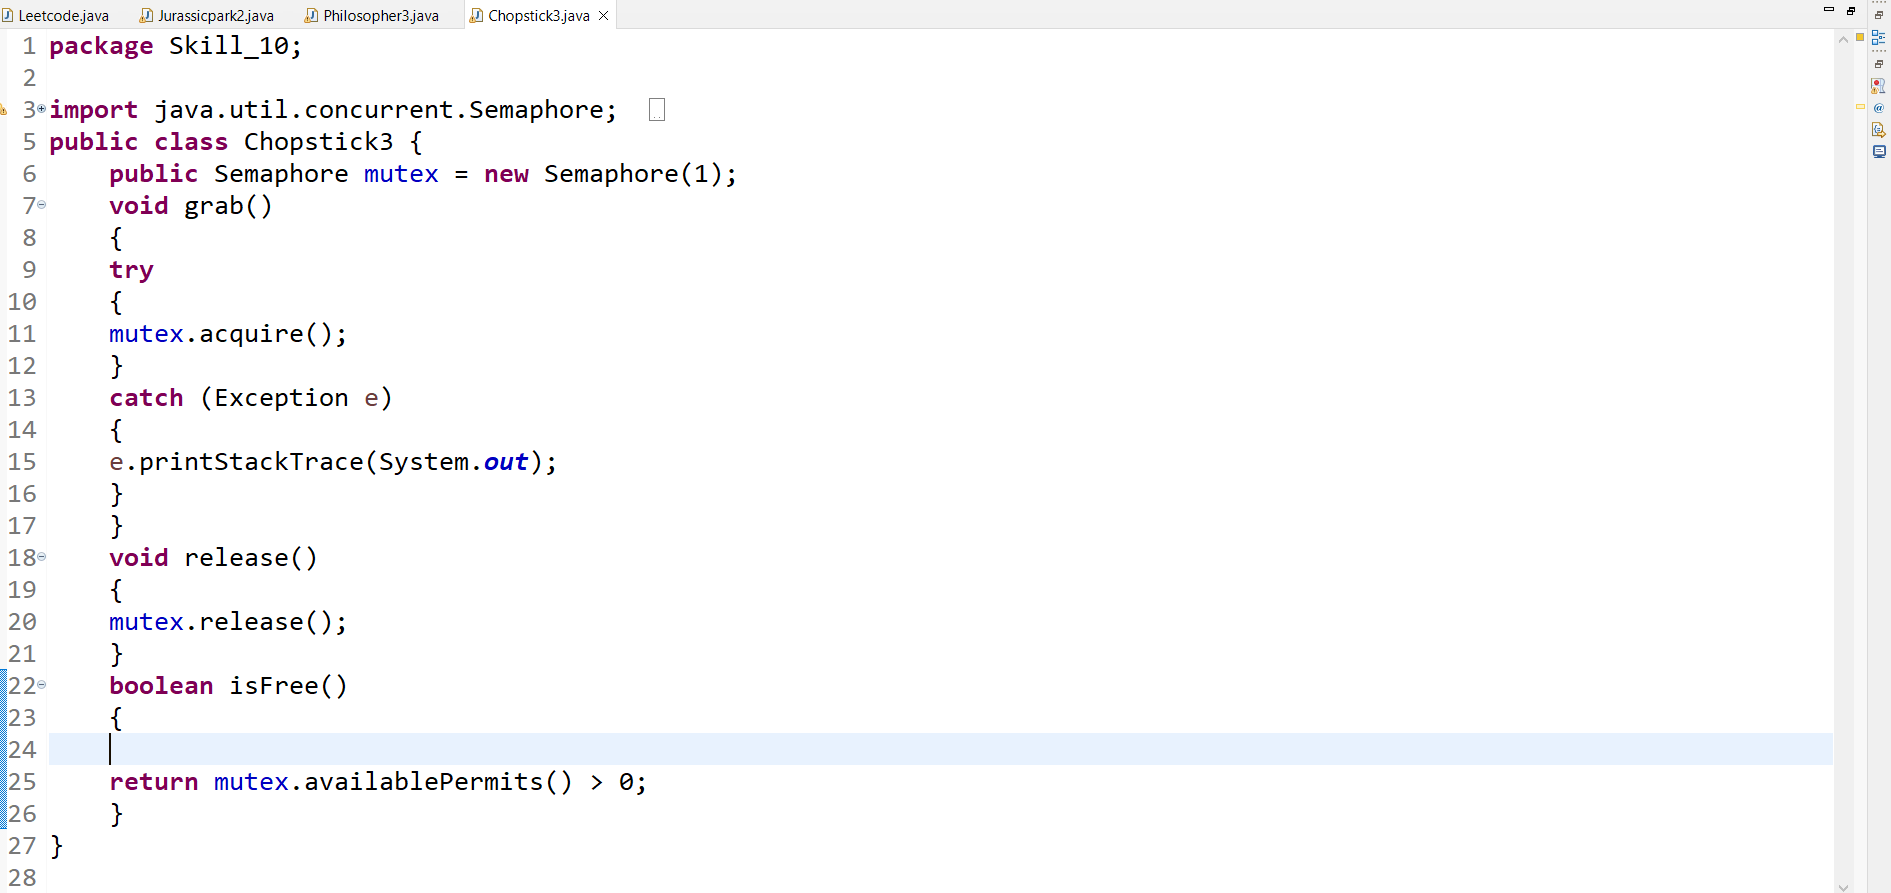 Leetcode.java Jurassicpark2.java Philosopher3.java Chopstick3.java
1 package Skill_10;
2
3 import java.util.concurrent.Semaphore;
5 public class Chopstick3 {
6 public Semaphore mutex = new Semaphore(1);
7 void grab()
8 {
9 try
10 {
11 mutex.acquire();
12 }
13 catch (Exception e)
14 {
15 e.printStackTrace(System.out);
16 }
17 }
18 void release()
19 {
20 mutex.release();
21 }
22 boolean isFree()
23 {
24
25 return mutex.availablePermits() > 0;
26 }
27 }
28